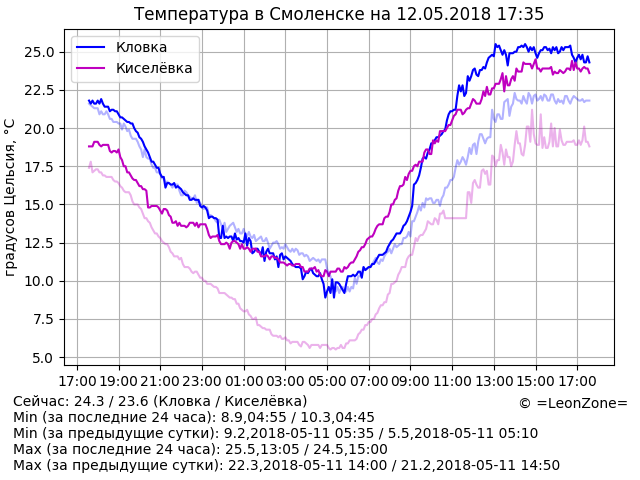 Температура в Смоленске на 12.05.2018 17:35
Кловка
Киселёвка
градусов Цельсия, °C
25.0
22.5
20.0
17.5
15.0
12.5
10.0
7.5
5.0
17:00 19:00 21:00 23:00 01:00 03:00 05:00 07:00 09:00 11:00 13:00 15:00 17:00
Сейчас: 24.3 / 23.6 (Кловка / Киселёвка)
© =LeonZone=
Min (за последние 24 часа): 8.9,04:55 / 10.3,04:45
Min (за предыдущие сутки): 9.2,2018-05-11 05:35 / 5.5,2018-05-11 05:10
Max (за последние 24 часа): 25.5,13:05 / 24.5,15:00
Max (за предыдущие сутки): 22.3,2018-05-11 14:00 / 21.2,2018-05-11 14:50